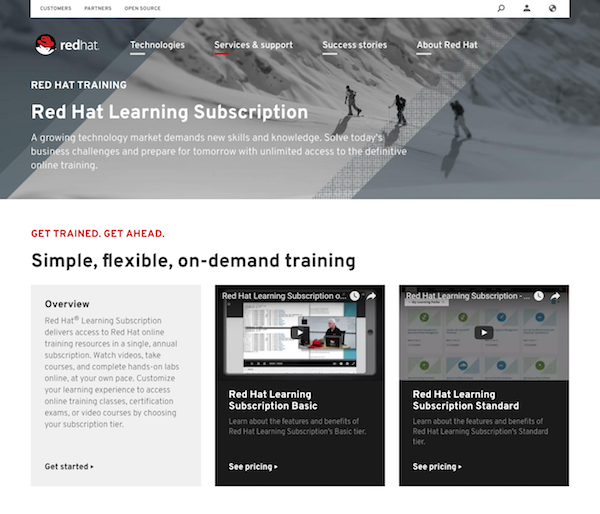 CUSTOMERS PARTNERS OPEN SOURCE
redhat.
Technologies Services & support Success stories About Red Hat
RED HAT TRAINING
Red Hat Learning Subscription
A growing technology market demands new skills and knowledge. Solve today's
business challenges and prepare for tomorrow with unlimited access to the definitive
online training.
GET TRAINED. GET AHEAD.
Simple, flexible, on-demand training
Overview
Red Hat® Learning Subscription
delivers access to Red Hat online
training resources in a single, annual
subscription. Watch videos, take
courses, and complete hands-on labs
online, at your own pace. Customize
your learning experience to access
online training classes, certification
exams, or video courses by choosing
your subscription tier.
Get started
Red Hat Learning Subscription o...
Red Hat Learning
Subscription Basic
Learn about the features and benefits of
Red Hat Learning Subscription's Basic tier.
See pricing
Red Hat Learning Subscription - ...
Red Hat Learning
Subscription Standard
Learn about the features and benefits of
Red Hat Learning Subscription's Standard
tier.
See pricing